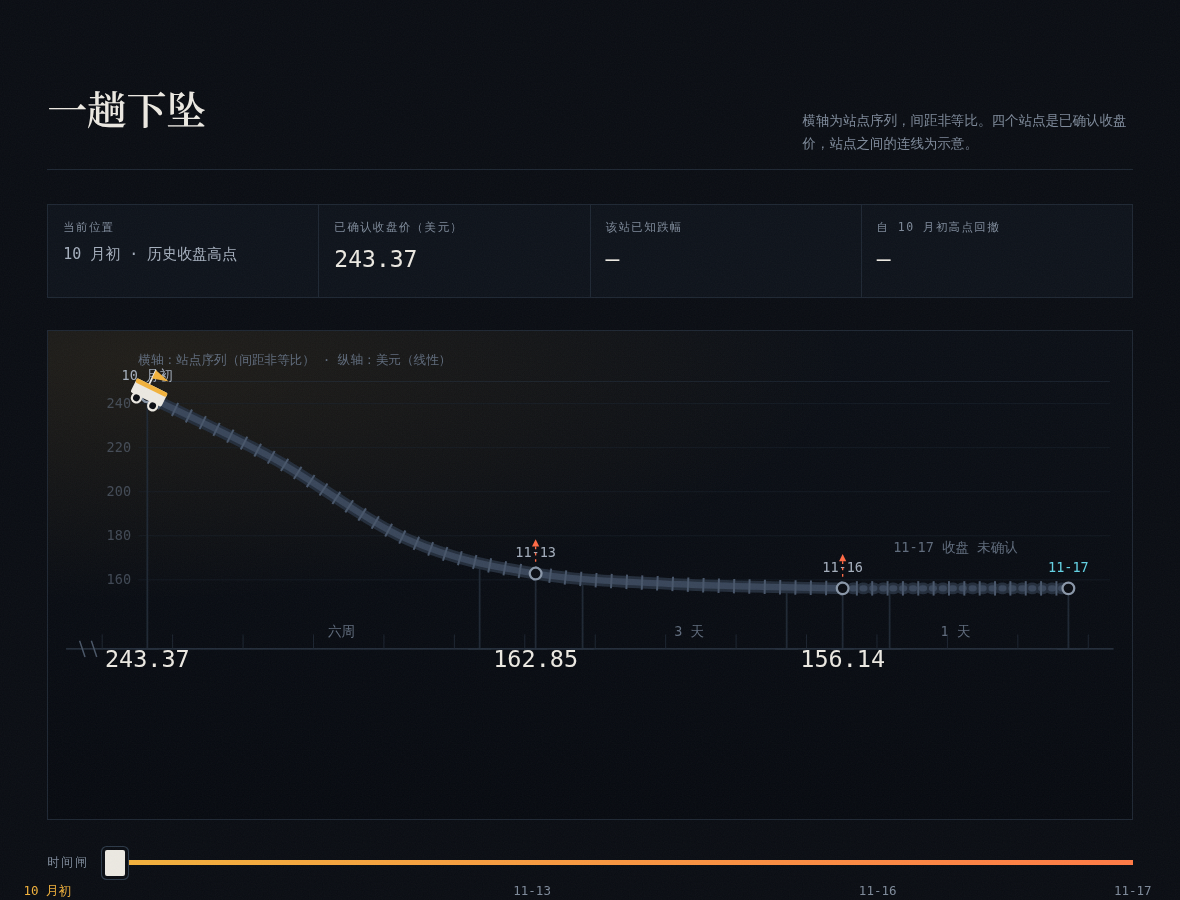 一趟下坠
横轴为站点序列，间距非等比。四个站点是已确认收盘
价，站点之间的连线为示意。
当前位置
10 月初 · 历史收盘高点
已确认收盘价（美元）
243.37
该站已知跌幅
—
自 10 月初高点回撤
—
横轴：站点序列（间距非等比） · 纵轴：美元（线性）
10 月初
240
220
200
180
160
11-13
11-16
11-17 收盘 未确认
11-17
六周
3 天
1 天
243.37
162.85
156.14
时间闸
10 月初
11-13
11-16
11-17